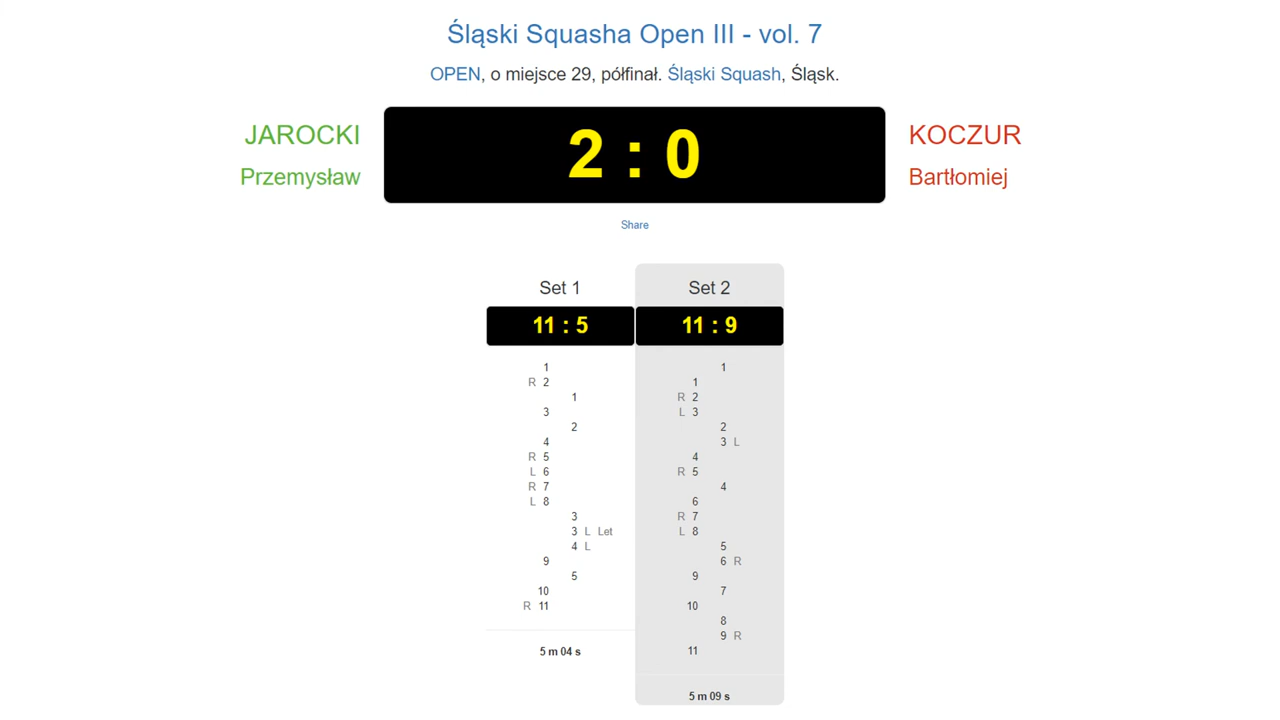 Śląski Squasha Open III - vol. 7
OPEN, o miejsce 29, półfinał. Śląski Squash, Śląsk.
JAROCKI
Przemysław
2 : 0
KOCZUR
Bartłomiej
Share
Set 1
11 : 5
1
R 2
1
3
2
4
R 5
L 6
R 7
L 8
3
3 L Let
4 L
9
5
10
R 11
5 m 04 s
Set 2
11 : 9
1
1
R 2
L 3
2
3 L
4
R 5
4
6
R 7
L 8
5
6 R
9
7
10
8
9 R
11
5 m 09 s